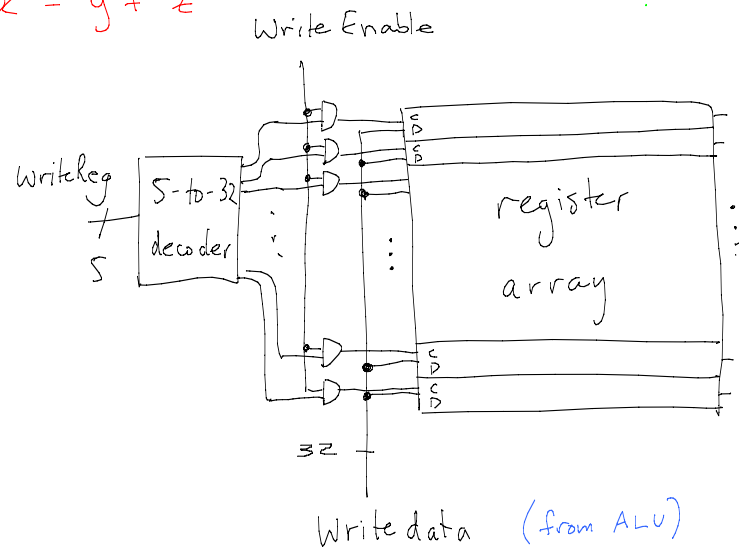 x = y + z
Write Enable
C
D
C
D
WriteReg
5
5-to-32
decoder
register
array
C
D
C
D
32
Write data (from ALU)